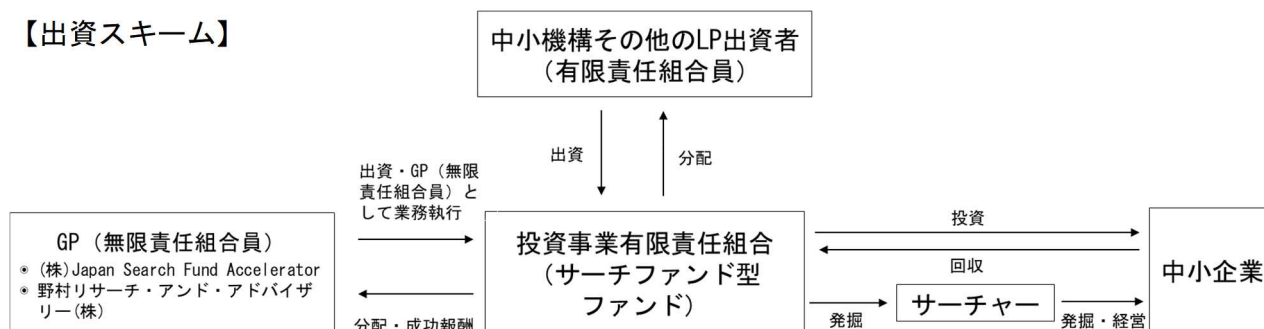 【出資スキーム】
中小機構その他のLP出資者
（有限責任組合員）
出資
分配
出資・GP（無限
責任組合員）と
して業務執行
GP（無限責任組合員）
◉ (株)Japan Search Fund Accelerator
◉ 野村リサーチ・アンド・アドバイザ
リー(株)
分配・成功報酬
投資事業有限責任組合
（サーチファンド型
ファンド）
投資
回収
発掘
サーチャー
発掘・経営
中小企業